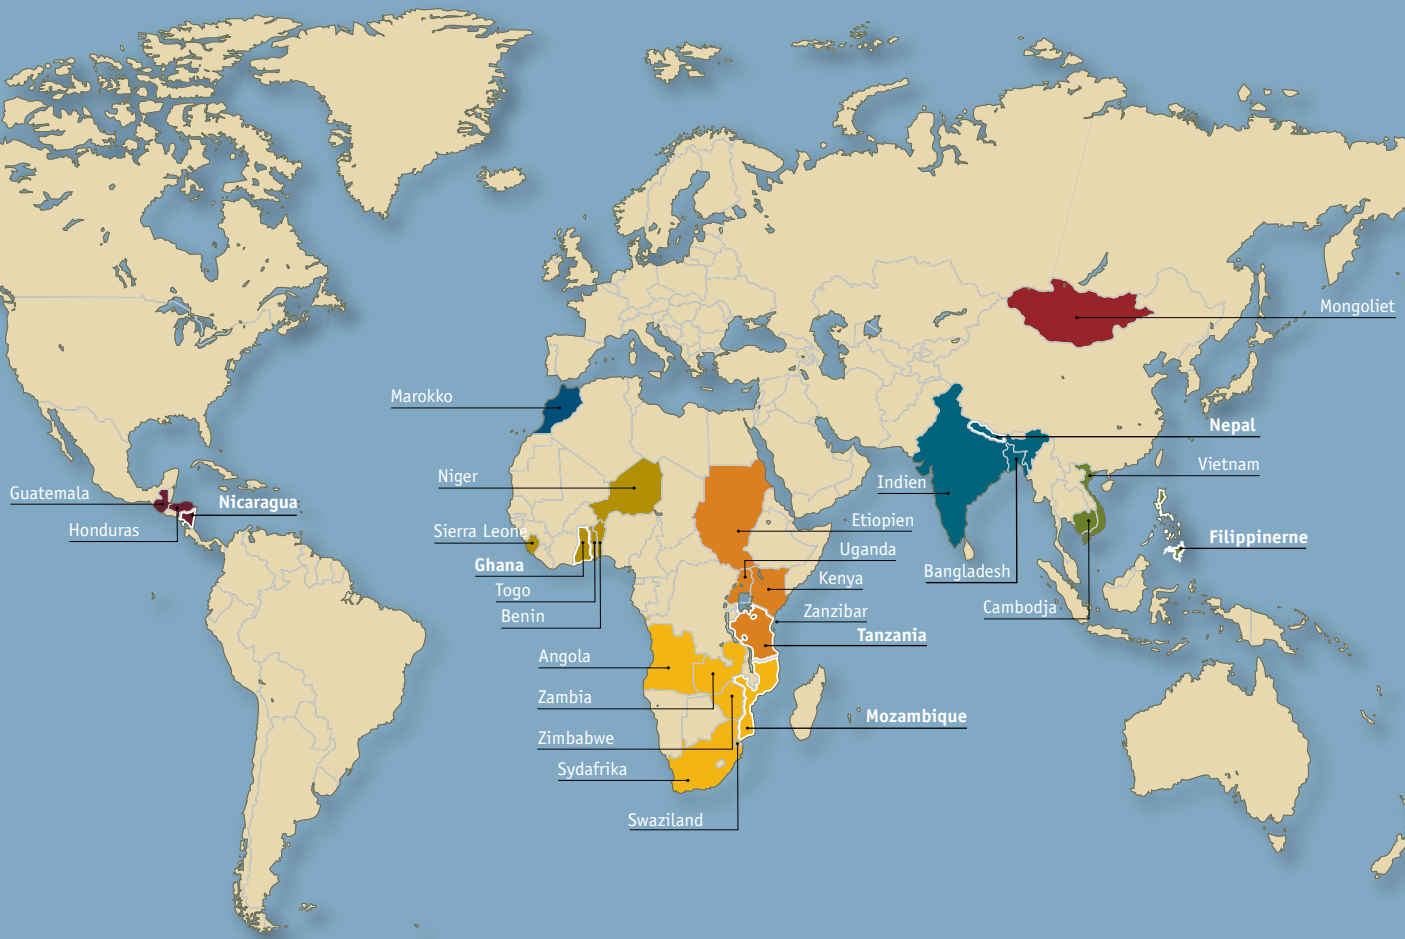 Mongoliet
Marokko
Nepal
Vietnam
Niger
Indien
Guatemala
Nicaragua
Etiopien
Honduras
Sierra Leone
Filippinerne
Uganda
Ghana
Bangladesh
Kenya
Togo
Cambodja
Zanzibar
Benin
Tanzania
Angola
Zambia
Mozambique
Zimbabwe
Sydafrika
Swaziland